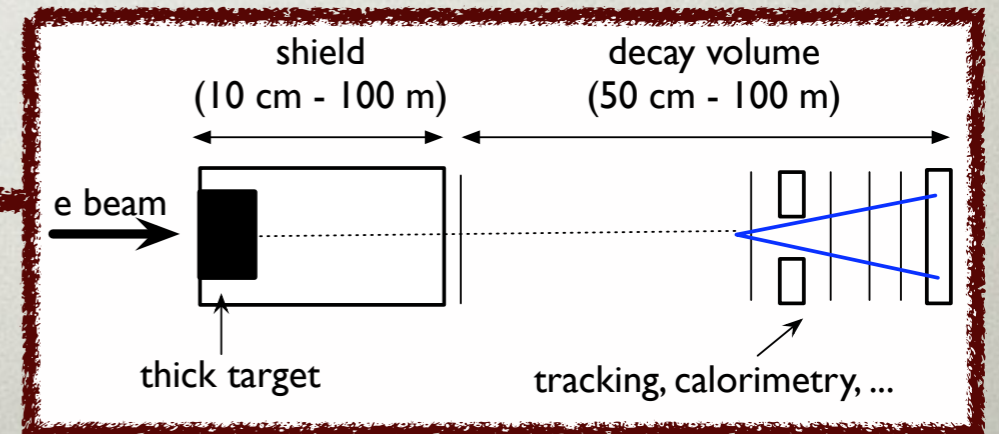 shield
(10 cm - 100 m)
decay volume
(50 cm - 100 m)
e beam
thick target
tracking, calorimetry, ...